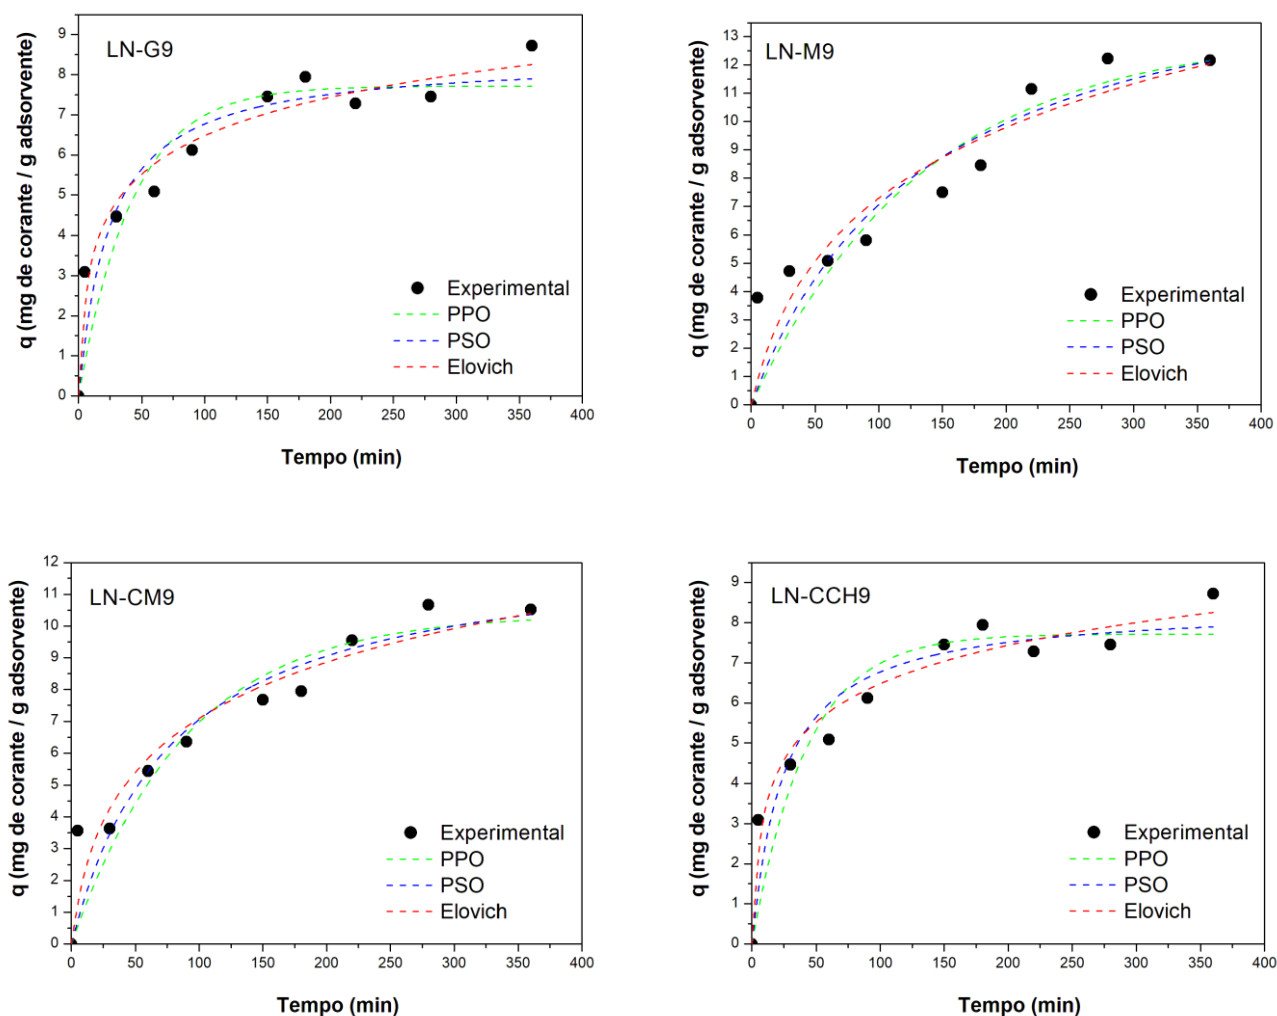 LN-G9
q (mg de corante / g adsorvente)
9
8
7
6
5
4
3
2
1
0
Experimental
PPO
PSO
Elovich
0 50 100 150 200 250 300 350 400
Tempo (min)
LN-M9
q (mg de corante / g adsorvente)
13
12
11
10
9
8
7
6
5
4
3
2
1
0
Experimental
PPO
PSO
Elovich
0 50 100 150 200 250 300 350 400
Tempo (min)
LN-CM9
q (mg de corante / g adsorvente)
12
11
10
9
8
7
6
5
4
3
2
1
0
Experimental
PPO
PSO
Elovich
0 50 100 150 200 250 300 350 400
Tempo (min)
LN-CCH9
q (mg de corante / g adsorvente)
9
8
7
6
5
4
3
2
1
0
Experimental
PPO
PSO
Elovich
0 50 100 150 200 250 300 350 400
Tempo (min)